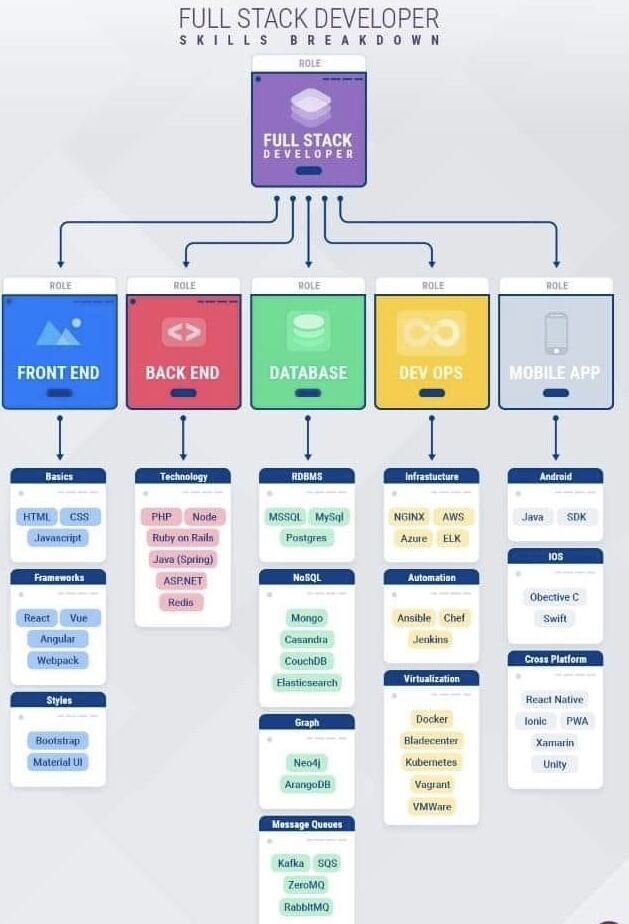 FULL STACK DEVELOPER
SKILLS BREAKDOWN
ROLE
FULL STACK
DEVELOPER
ROLE
FRONT END
ROLE
BACK END
ROLE
DATABASE
ROLE
DEV OPS
ROLE
MOBILE APP
Basics
HTML CSS
Javascript
Frameworks
React Vue
Angular
Webpack
Styles
Bootstrap
Material UI
Technology
PHP Node
Ruby on Rails
Java (Spring)
ASP.NET
Redis
RDBMS
MSSQL MySql
Postgres
NoSQL
Mongo
Casandra
CouchDB
Elasticsearch
Graph
Neo4j
ArangoDB
Message Queues
Kafka SQS
ZeroMQ
RabbitMQ
Infrastucture
NGINX AWS
Azure ELK
Automation
Ansible Chef
Jenkins
Virtualization
Docker
Bladecenter
Kubernetes
Vagrant
VMWare
Android
Java SDK
IOS
Obective C
Swift
Cross Platform
React Native
Ionic PWA
Xamarin
Unity